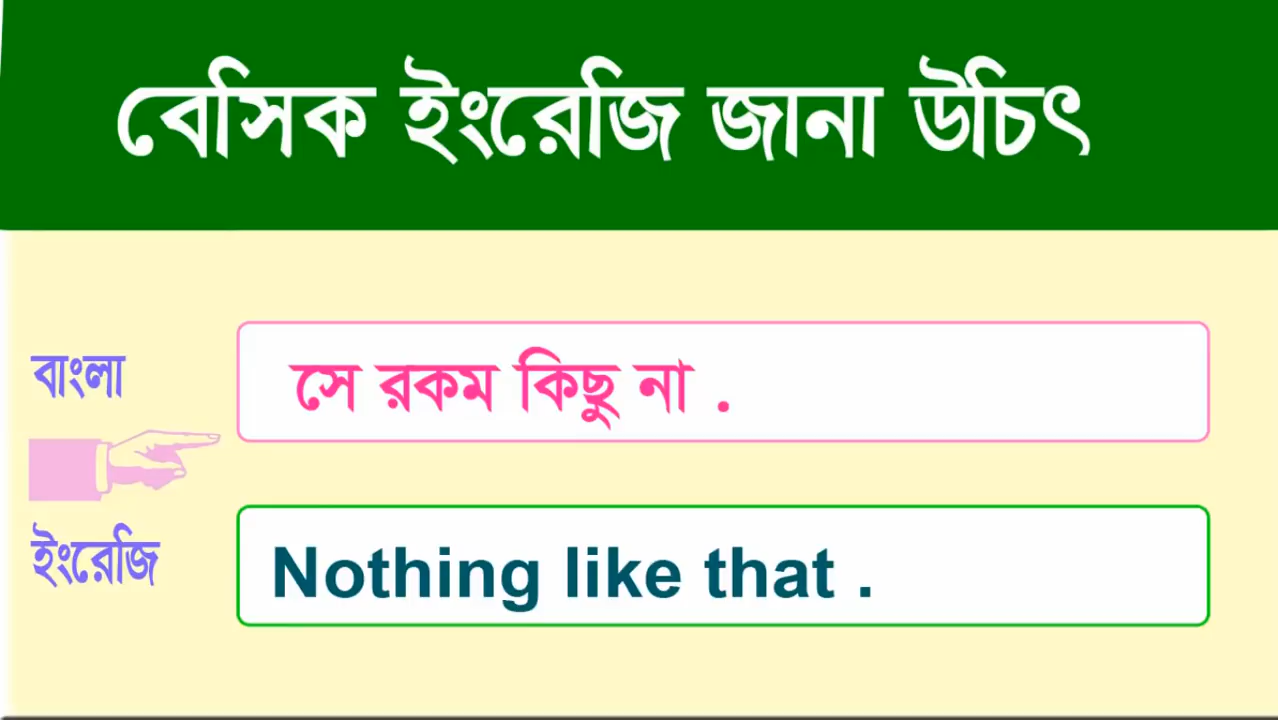 বেসিক ইংরেজি জানা উচিৎ
বাংলা
সে রকম কিছু না .
ইংরেজি
Nothing like that .